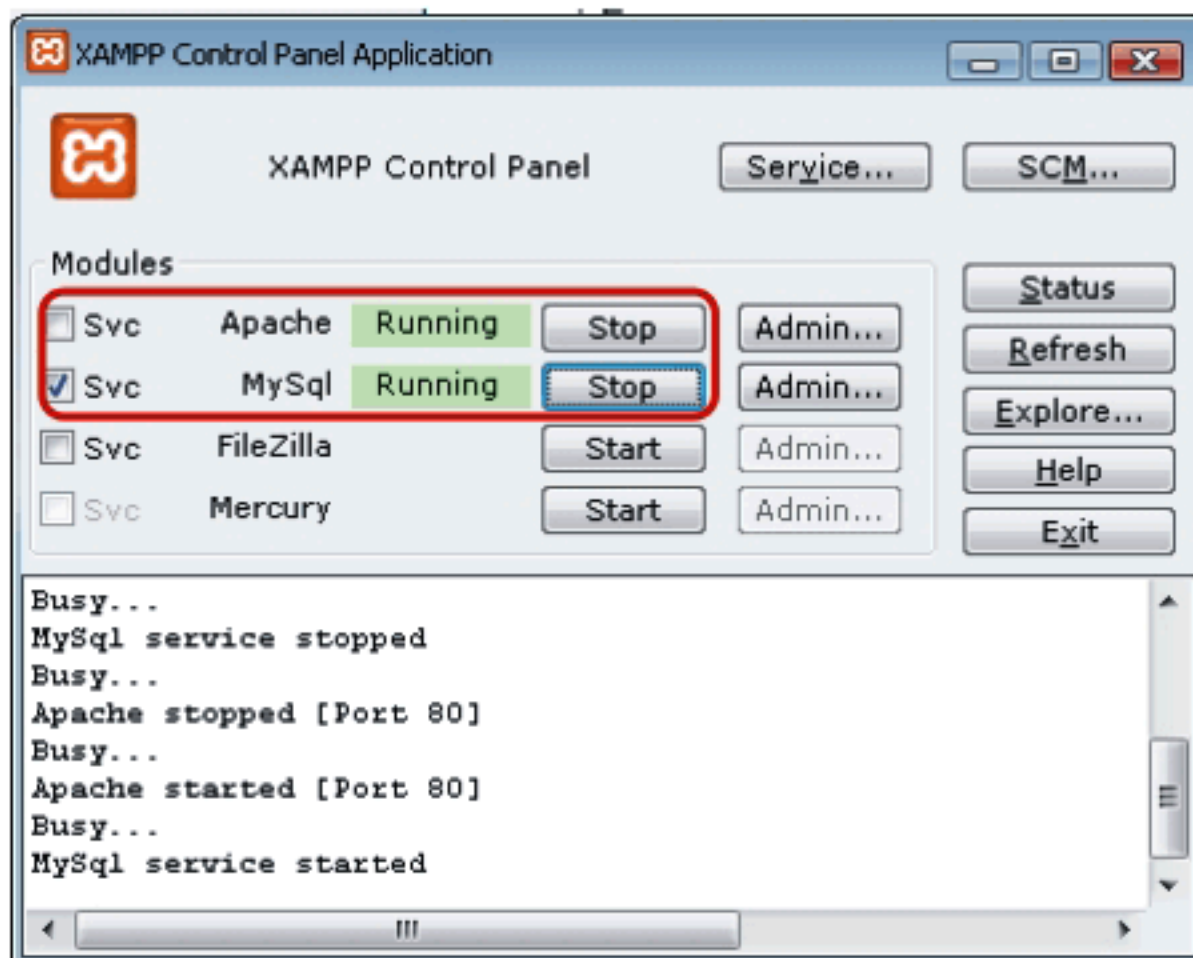 XAMPP Control Panel Application
XAMPP Control Panel Service... SCM...
Modules
Svc Apache Running Stop Admin...
Svc MySql Running Stop Admin...
Svc FileZilla Start Admin...
Svc Mercury Start Admin...
Status
Refresh
Explore...
Help
Exit
Busy...
MySql service stopped
Busy...
Apache stopped [Port 80]
Busy...
Apache started [Port 80]
Busy...
MySql service started